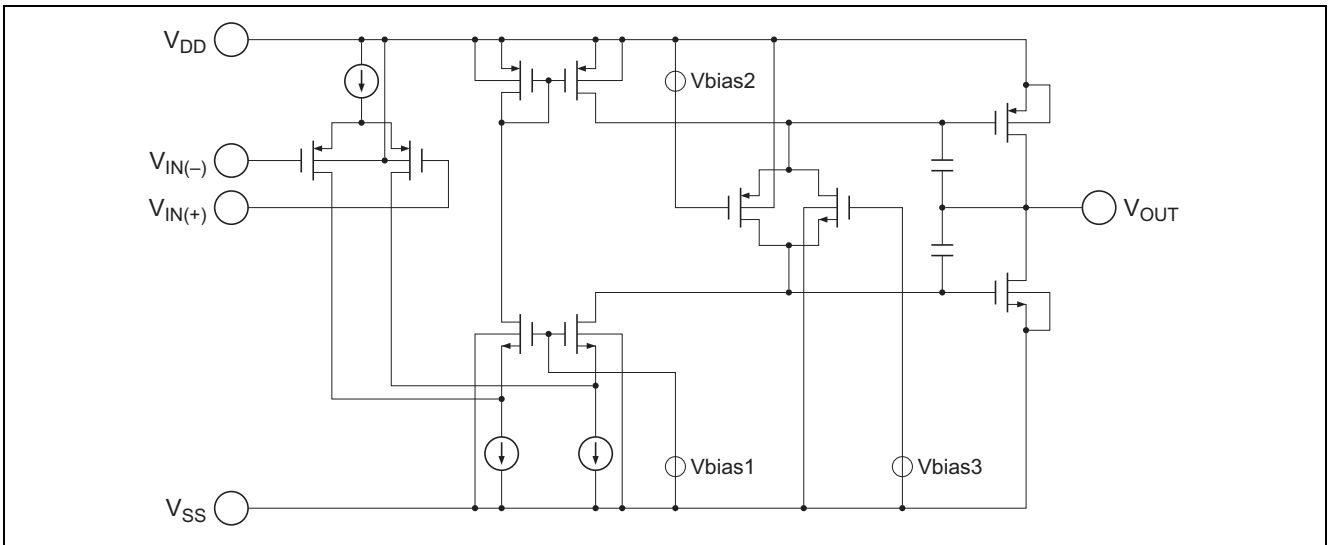 VDD
Vbias2
VIN(–)
VIN(+)
VOUT
Vbias1
Vbias3
VSS